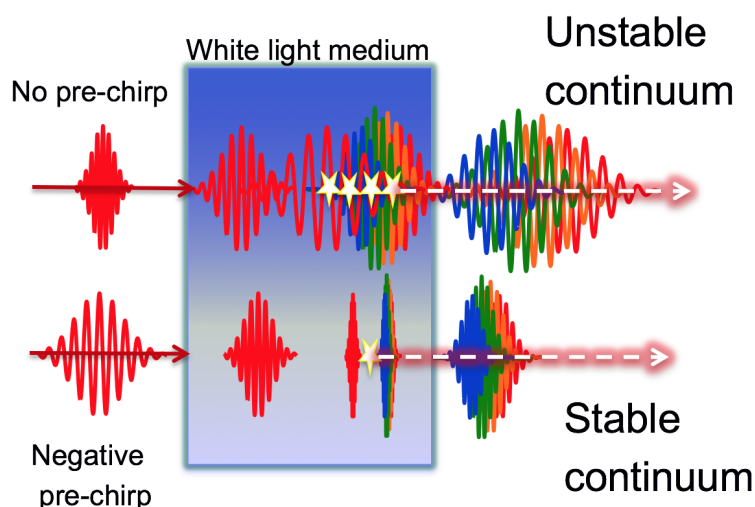 White light medium
Unstable
continuum
No pre-chirp
Negative
pre-chirp
Stable
continuum